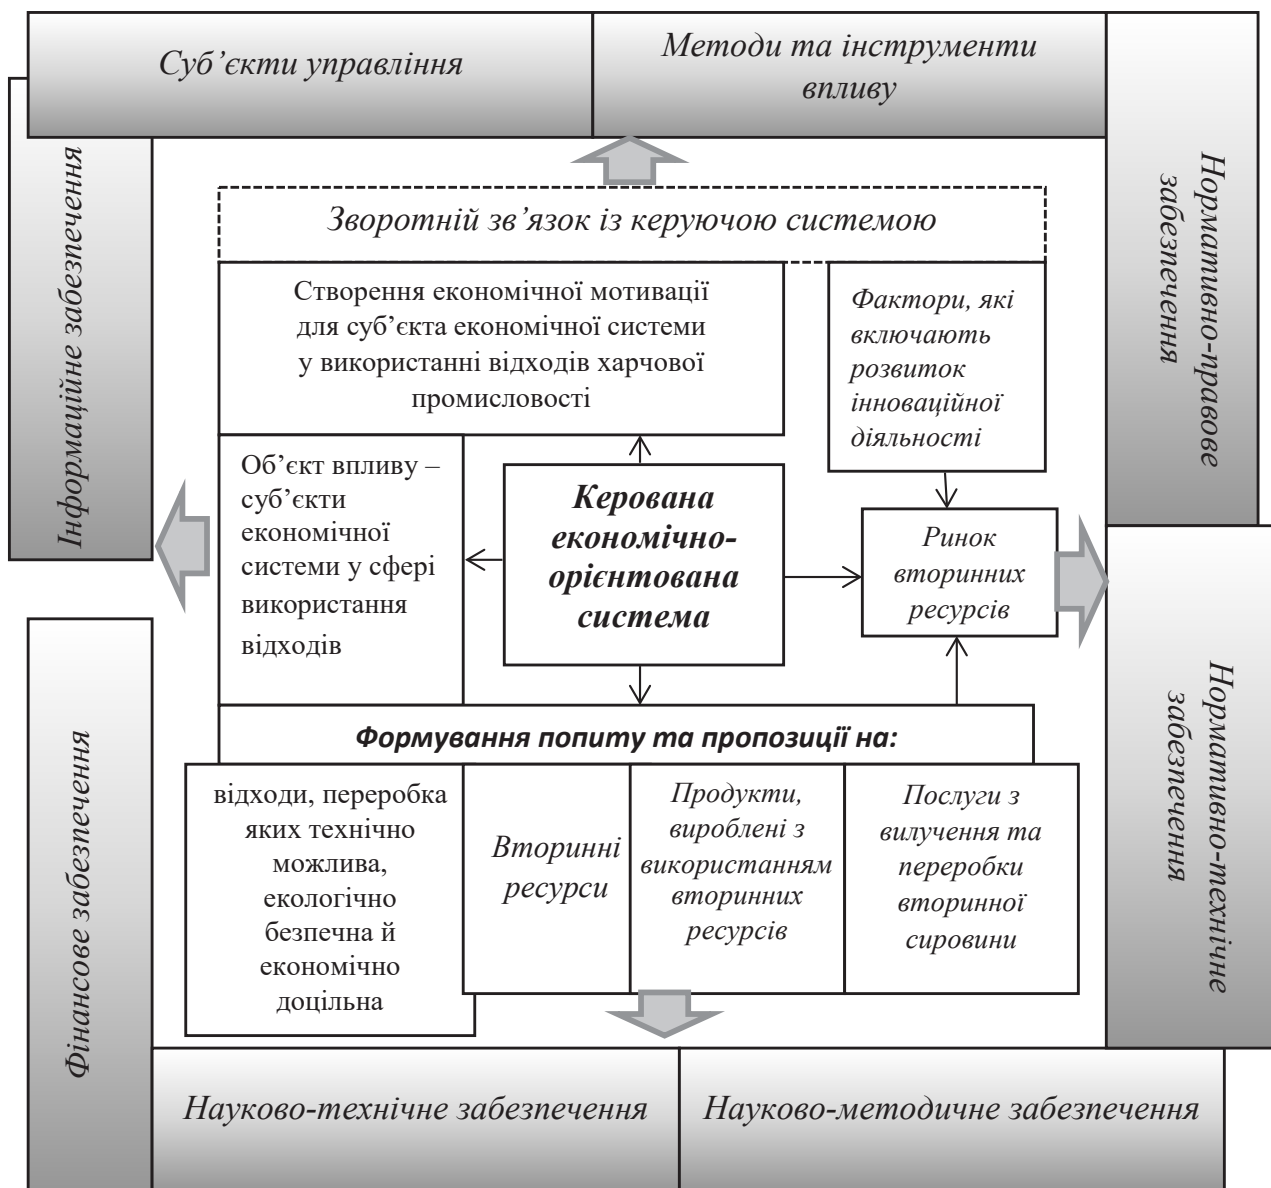 Суб’єкти управління
Методи та інструменти
впливу
Інформаційне забезпечення
Нормативно-правове
забезпечення
Зворотній зв’язок із керуючою системою
Створення економічної мотивації
для суб’єкта економічної системи
у використанні відходів харчової
промисловості
Фактори, які
включають
розвиток
інноваційної
діяльності
Об’єкт впливу –
суб’єкти
економічної
системи у сфері
використання
відходів
Керована
економічно-
орієнтована
система
Ринок
вторинних
ресурсів
Фінансове забезпечення
Нормативно-технічне
забезпечення
Формування попиту та пропозиції на:
відходи, переробка
яких технічно
можлива,
екологічно
безпечна й
економічно
доцільна
Вторинні
ресурси
Продукти,
вироблені з
використанням
вторинних
ресурсів
Послуги з
вилучення та
переробки
вторинної
сировини
Науково-технічне забезпечення
Науково-методичне забезпечення